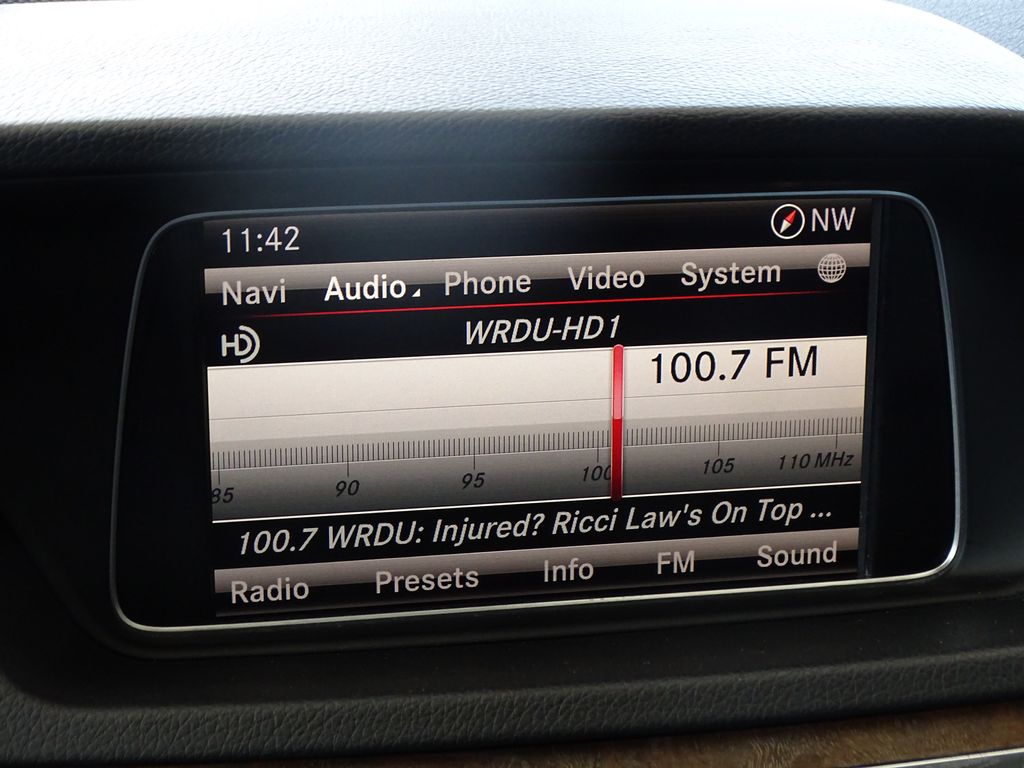 11:42 NW
Navi Audio Phone Video System
HD WRDU-HD1
100.7 FM
85 90 95 100 105 110 MHz
100.7 WRDU: Injured? Ricci Law's On Top ...
Radio Presets Info FM Sound